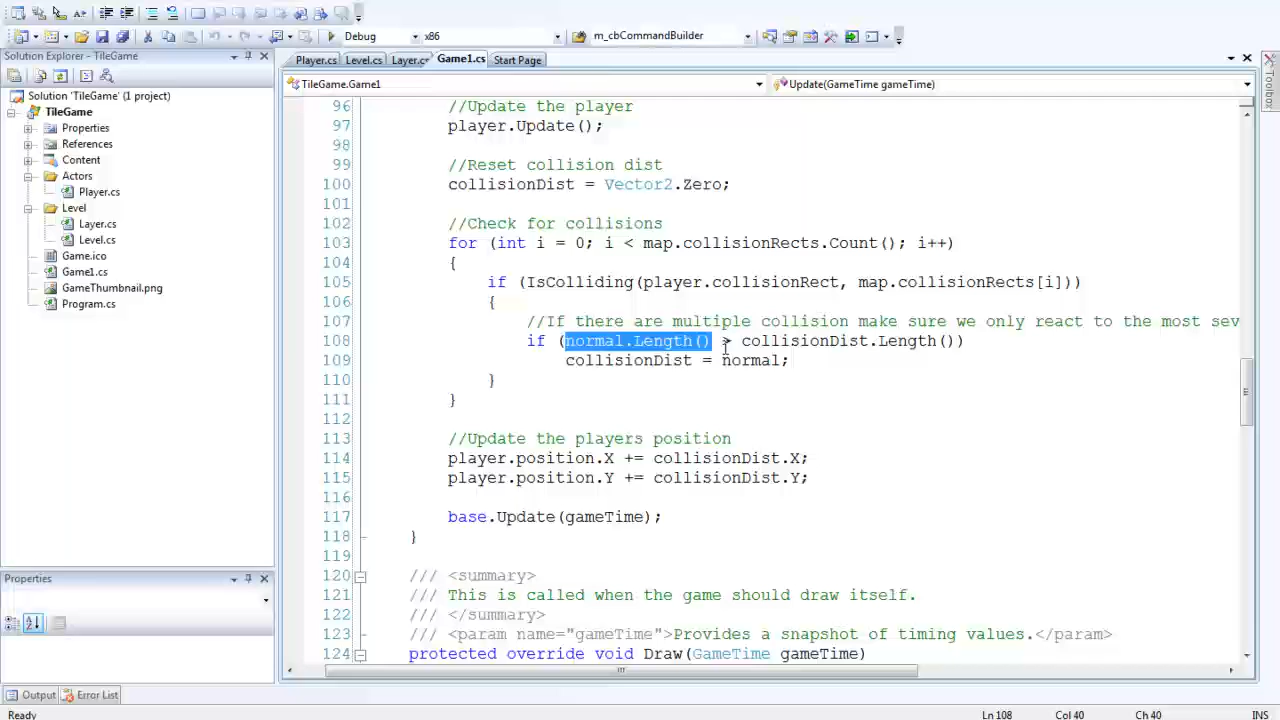 Debug
x86
m_cbCommandBuilder
Solution Explorer - TileGame
Player.cs
Level.cs
Layer.cs
Game1.cs
Start Page
Toolbox
TileGame.Game1
Update(GameTime gameTime)
Solution 'TileGame' (1 project)
TileGame
Properties
References
Content
Actors
Player.cs
Level
Layer.cs
Level.cs
Game.ico
Game1.cs
GameThumbnail.png
Program.cs
96 //Update the player
97 player.Update();
98
99 //Reset collision dist
100 collisionDist = Vector2.Zero;
101
102 //Check for collisions
103 for (int i = 0; i < map.collisionRects.Count(); i++)
104 {
105 if (IsColliding(player.collisionRect, map.collisionRects[i]))
106 {
107 //If there are multiple collision make sure we only react to the most sev
108 if (normal.Length() > collisionDist.Length())
109 collisionDist = normal;
110 }
111 }
112
113 //Update the players position
114 player.position.X += collisionDist.X;
115 player.position.Y += collisionDist.Y;
116
117 base.Update(gameTime);
118 }
119
120 /// <summary>
121 /// This is called when the game should draw itself.
122 /// </summary>
123 /// <param name="gameTime">Provides a snapshot of timing values.</param>
124 protected override void Draw(GameTime gameTime)
Properties
Output
Error List
Ready
Ln 108
Col 40
Ch 40
INS